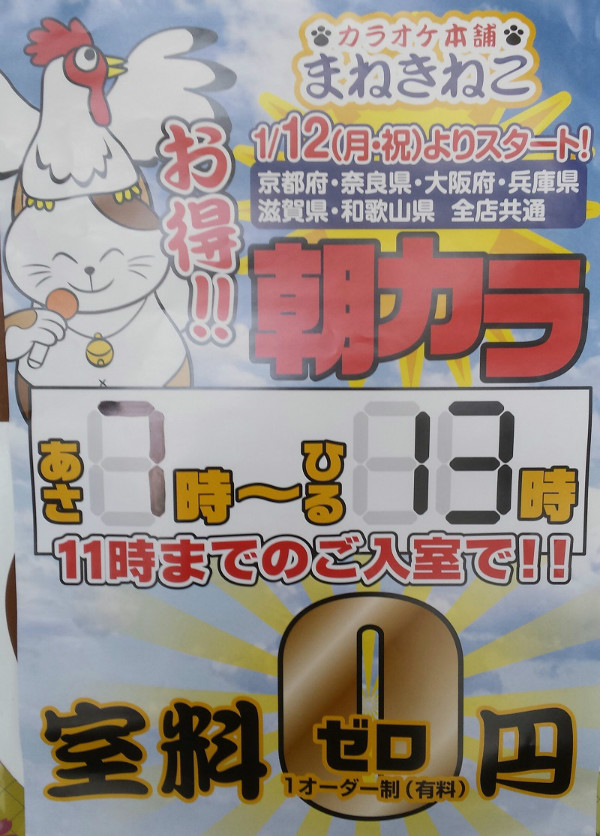 カラオケ本舗
まねきねこ
1/12(月・祝)よりスタート!
京都府・奈良県・大阪府・兵庫県
滋賀県・和歌山県 全店共通
お得!!
朝カラ
あさ7時〜ひる13時
11時までのご入室で!!
室料0円
ゼロ
1オーダー制(有料)